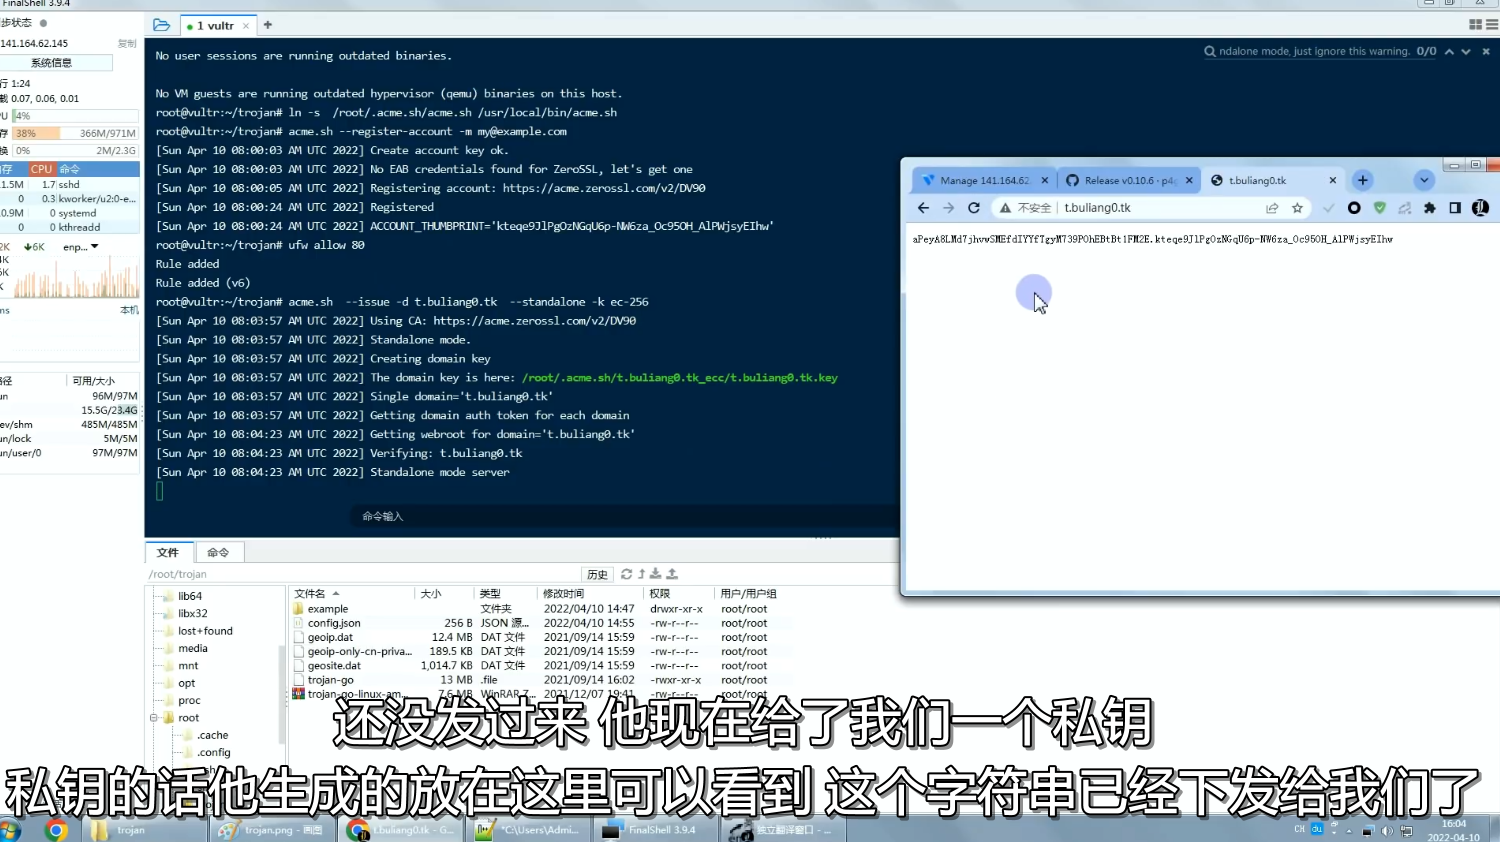 FinalShell 3.9.4
步状态
141.164.62.145
复制
系统信息
行 1:24
载 0.07, 0.06, 0.01
PU 4%
存 38% 366M/971M
换 0% 2M/2.3G
内存 CPU 命令
1.5M 1.7 sshd
0 0.3 kworker/u2:0-e...
0.9M 0 systemd
0 0 kthreadd
2K 6K enp...
本机
路径 可用/大小
96M/97M
15.5G/23.4G
ev/shm 485M/485M
un/lock 5M/5M
un/user/0 97M/97M
1 vultr
No user sessions are running outdated binaries.
No VM guests are running outdated hypervisor (qemu) binaries on this host.
root@vultr:~/trojan# ln -s  /root/.acme.sh/acme.sh /usr/local/bin/acme.sh
root@vultr:~/trojan# acme.sh --register-account -m my@example.com
[Sun Apr 10 08:00:03 AM UTC 2022] Create account key ok.
[Sun Apr 10 08:00:03 AM UTC 2022] No EAB credentials found for ZeroSSL, let's get one
[Sun Apr 10 08:00:05 AM UTC 2022] Registering account: https://acme.zerossl.com/v2/DV90
[Sun Apr 10 08:00:24 AM UTC 2022] Registered
[Sun Apr 10 08:00:24 AM UTC 2022] ACCOUNT_THUMBPRINT='kteqe9JlPgOzNGqU6p-NW6za_Oc95OH_AlPWjsyEIhw'
root@vultr:~/trojan# ufw allow 80
Rule added
Rule added (v6)
root@vultr:~/trojan# acme.sh  --issue -d t.buliang0.tk  --standalone -k ec-256
[Sun Apr 10 08:03:57 AM UTC 2022] Using CA: https://acme.zerossl.com/v2/DV90
[Sun Apr 10 08:03:57 AM UTC 2022] Standalone mode.
[Sun Apr 10 08:03:57 AM UTC 2022] Creating domain key
[Sun Apr 10 08:03:57 AM UTC 2022] The domain key is here: /root/.acme.sh/t.buliang0.tk_ecc/t.buliang0.tk.key
[Sun Apr 10 08:03:57 AM UTC 2022] Single domain='t.buliang0.tk'
[Sun Apr 10 08:03:57 AM UTC 2022] Getting domain auth token for each domain
[Sun Apr 10 08:04:23 AM UTC 2022] Getting webroot for domain='t.buliang0.tk'
[Sun Apr 10 08:04:23 AM UTC 2022] Verifying: t.buliang0.tk
[Sun Apr 10 08:04:23 AM UTC 2022] Standalone mode server
命令输入
ndalone mode, just ignore this warning. 0/0
Manage 141.164.62.
Release v0.10.6 · p4g
t.buliang0.tk
不安全 t.buliang0.tk
aPeyA8LMd7jhvwSMEfdIYYfTgyM739POhEBtBt1FM2E.kteqe9JlPgOzNGqU6p-NW6za_Oc95OH_AlPWjsyEIhw
文件 命令
/root/trojan
历史
lib64
libx32
lost+found
media
mnt
opt
proc
root
.cache
.config
文件名 大小 类型 修改时间 权限 用户/用户组
example 文件夹 2022/04/10 14:47 drwxr-xr-x root/root
config.json 256 B JSON 源... 2022/04/10 14:55 -rw-r--r-- root/root
geoip.dat 12.4 MB DAT 文件 2021/09/14 15:59 -rw-r--r-- root/root
geoip-only-cn-priva... 189.5 KB DAT 文件 2021/09/14 15:59 -rw-r--r-- root/root
geosite.dat 1,014.7 KB DAT 文件 2021/09/14 15:59 -rw-r--r-- root/root
trojan-go 13 MB .file 2021/09/14 16:02 -rwxr-xr-x root/root
trojan-go-linux-am... 7.6 MB WinRAR Z... 2021/12/07 19:41 -rw-r--r-- root/root
还没发过来 他现在给了我们一个私钥
私钥的话他生成的放在这里可以看到 这个字符串已经下发给我们了
trojan
trojan.png - 画图
t.buliang0.tk - G...
*C:\Users\Admi...
FinalShell 3.9.4
独立翻译窗口 - ...
CH
du
16:04
2022-04-10